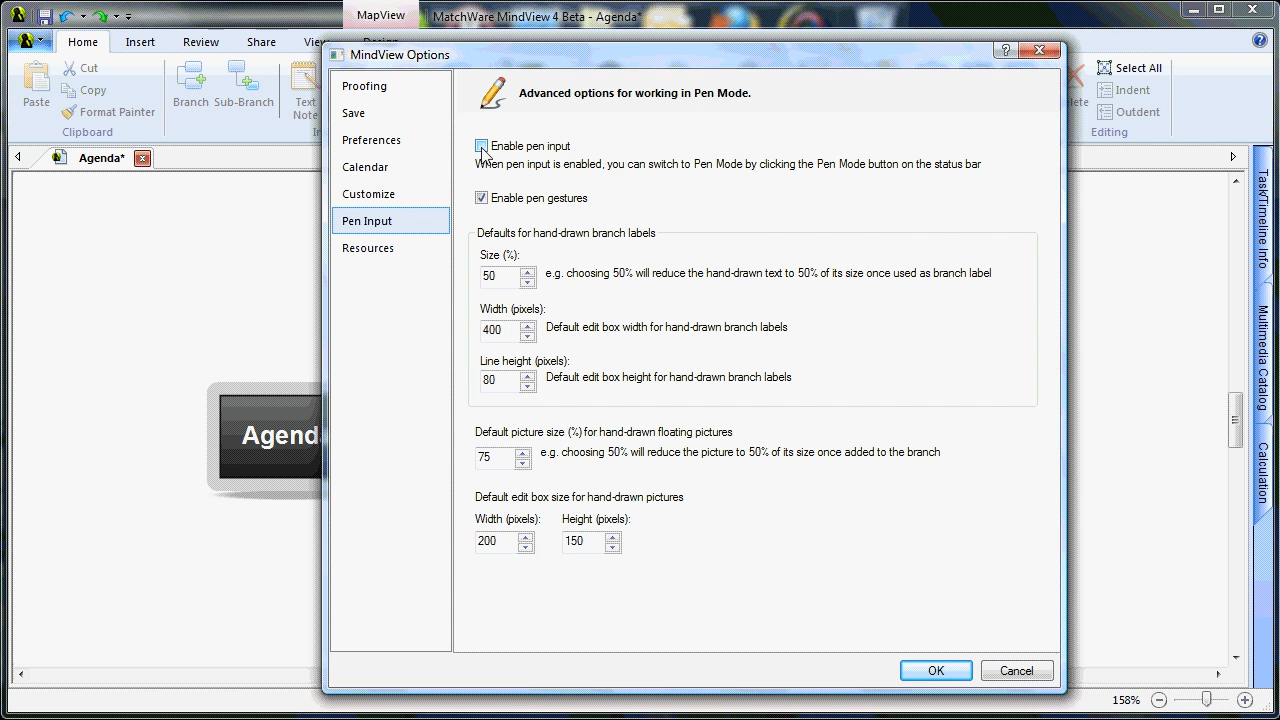 MapView
MatchWare MindView 4 Beta - Agenda*
Home Insert Review Share
Paste
Cut
Copy
Format Painter
Clipboard
Branch Sub-Branch
Text
Note
Select All
Indent
Outdent
Editing
Agenda*
Agenda
MindView Options
Proofing
Save
Preferences
Calendar
Customize
Pen Input
Resources
Advanced options for working in Pen Mode.
Enable pen input
When pen input is enabled, you can switch to Pen Mode by clicking the Pen Mode button on the status bar
Enable pen gestures
Defaults for hand-drawn branch labels
Size (%):
50 e.g. choosing 50% will reduce the hand-drawn text to 50% of its size once used as branch label
Width (pixels):
400 Default edit box width for hand-drawn branch labels
Line height (pixels):
80 Default edit box height for hand-drawn branch labels
Default picture size (%) for hand-drawn floating pictures
75 e.g. choosing 50% will reduce the picture to 50% of its size once added to the branch
Default edit box size for hand-drawn pictures
Width (pixels): Height (pixels):
200 150
OK Cancel
Task/Timeline Info
Multimedia Catalog
Calculation
158%